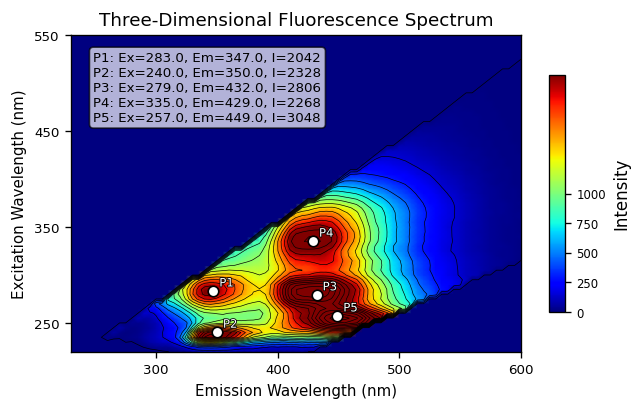 Three-Dimensional Fluorescence Spectrum
P1: Ex=283.0, Em=347.0, I=2042
P2: Ex=240.0, Em=350.0, I=2328
P3: Ex=279.0, Em=432.0, I=2806
P4: Ex=335.0, Em=429.0, I=2268
P5: Ex=257.0, Em=449.0, I=3048
550
450
350
250
Excitation Wavelength (nm)
P4
P1
P3
P5
P2
300
400
500
600
Emission Wavelength (nm)
1000
750
500
250
0
Intensity